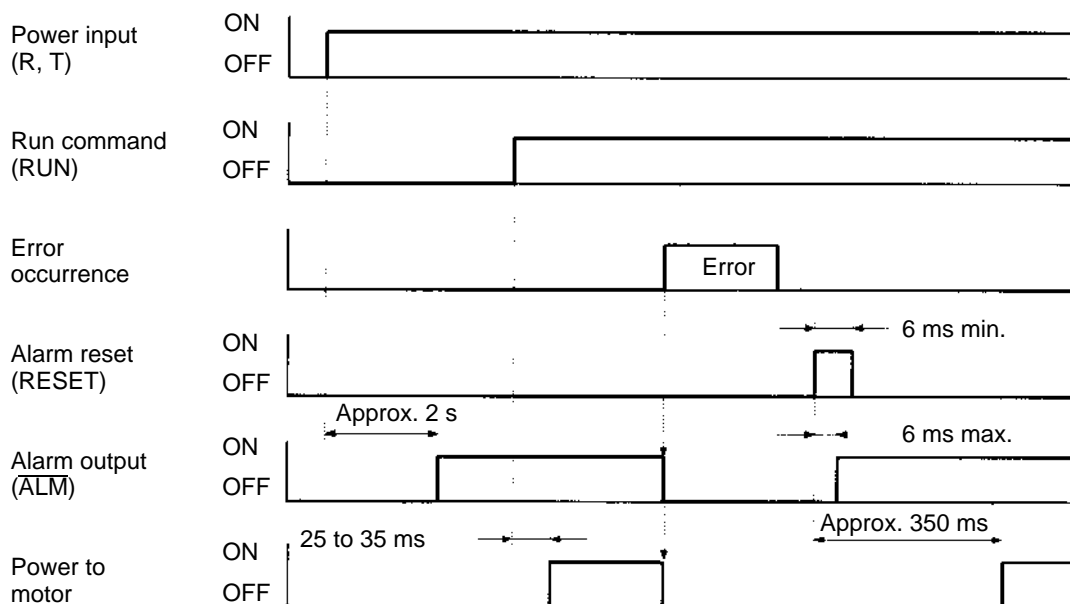 Power input
(R, T)
ON
OFF
Run command
(RUN)
ON
OFF
Error
occurrence
Error
Alarm reset
(RESET)
ON
OFF
6 ms min.
Approx. 2 s
Alarm output
(ALM)
ON
OFF
6 ms max.
Approx. 350 ms
25 to 35 ms
Power to
motor
ON
OFF